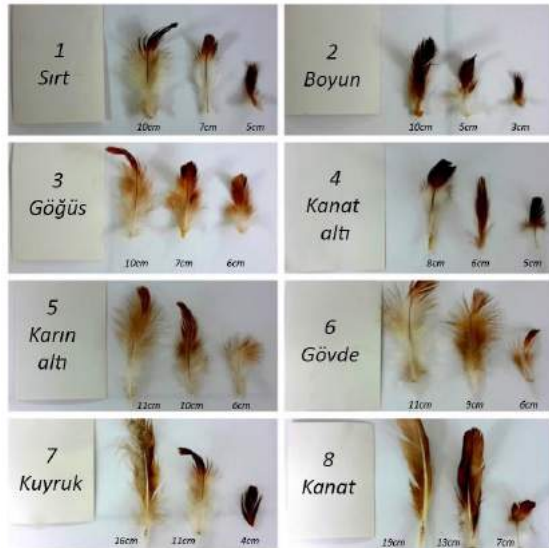 1
Sırt
10cm 7cm 5cm
2
Boyun
10cm 5cm 3cm
3
Göğüs
10cm 7cm 6cm
4
Kanat
altı
8cm 6cm 5cm
5
Karın
altı
11cm 10cm 6cm
6
Gövde
11cm 9cm 6cm
7
Kuyruk
16cm 11cm 4cm
8
Kanat
19cm 13cm 7cm